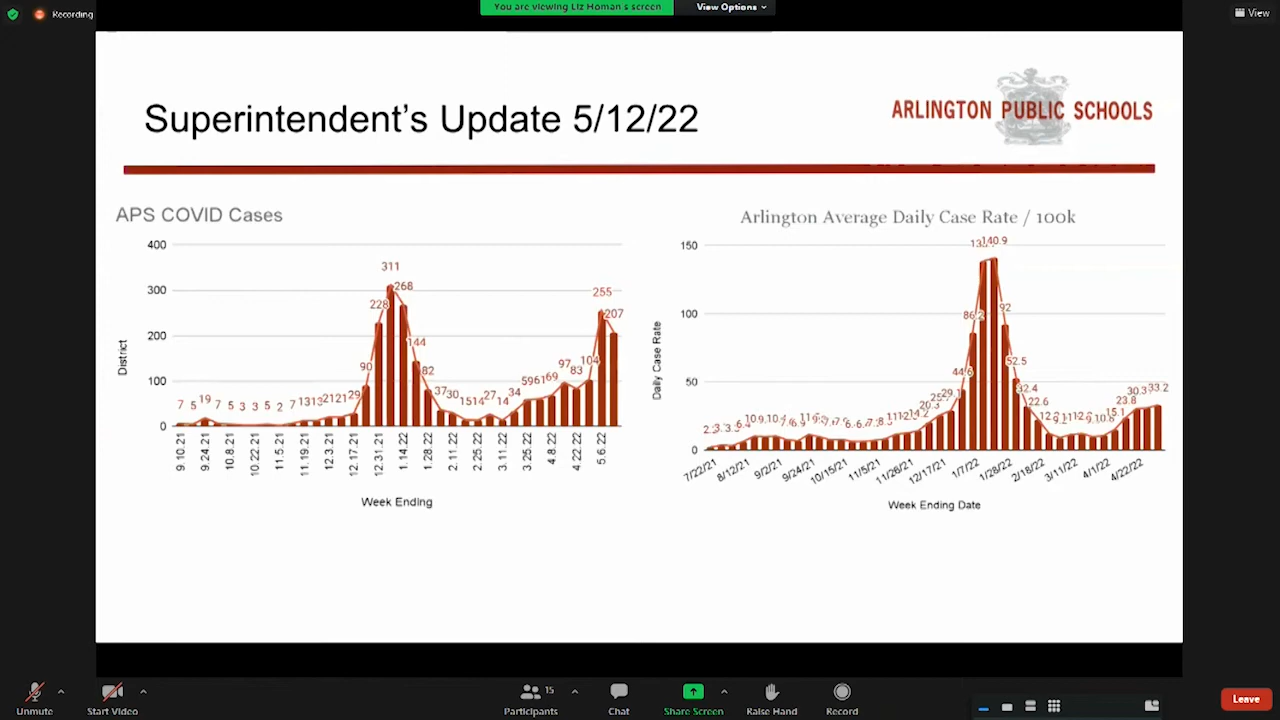 Recording
You are viewing Liz Homan's screen
View Options
View
Superintendent's Update 5/12/22
ARLINGTON PUBLIC SCHOOLS
APS COVID Cases
400
300
200
100
0
District
7 5 19 7 5 3 3 5 2 7 13 13 21 21 29 90 228 311 268 144 82 37 30 15 14 27 14 34 59 61 69 97 83 104 255 207
9.10.21 9.24.21 10.8.21 10.22.21 11.5.21 11.19.21 12.3.21 12.17.21 12.31.21 1.14.22 1.28.22 2.11.22 2.25.22 3.11.22 3.25.22 4.8.22 4.22.22 5.6.22
Week Ending
Arlington Average Daily Case Rate / 100k
150
100
50
0
Daily Case Rate
44.6 86.2 140.9 92 52.5 32.4 22.6 15.1 23.8 30.3 33.2
7/22/21 8/12/21 9/2/21 9/24/21 10/15/21 11/5/21 11/26/21 12/17/21 1/7/22 1/28/22 2/18/22 3/11/22 4/1/22 4/22/22
Week Ending Date
Unmute
Start Video
Participants
15
Chat
Share Screen
Raise Hand
Record
Leave